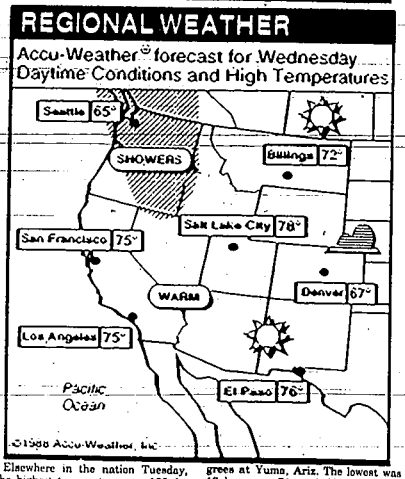 REGIONAL WEATHER
Accu-Weather® forecast for Wednesday
Daytime Conditions and High Temperatures
Seattle 65°
SHOWERS
Billings 72°
Salt Lake City 78°
San Francisco 75°
WARM
Denver 67°
Los Angeles 75°
El Paso 76°
Pacific
Ocean
©1988 Accu-Weather, Inc.
Elsewhere in the nation Tuesday,
grees at Yuma, Ariz. The lowest was